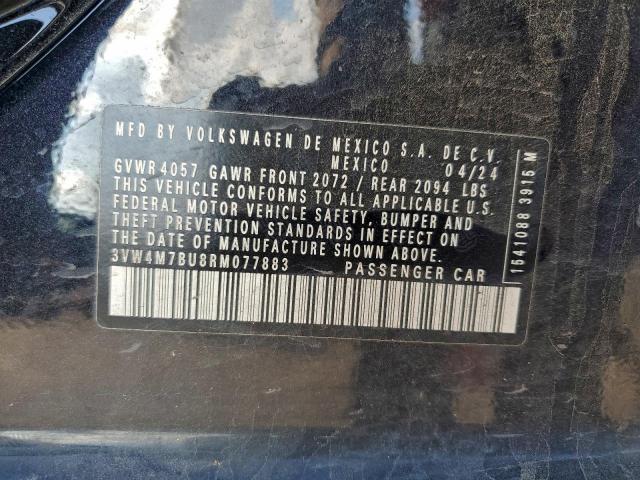 MFD BY VOLKSWAGEN DE MEXICO S.A. DE C.V.
MEXICO 04/24
GVWR 4057 GAWR FRONT 2072 / REAR 2094 LBS
THIS VEHICLE CONFORMS TO ALL APPLICABLE U.S.
FEDERAL MOTOR VEHICLE SAFETY, BUMPER AND
THEFT PREVENTION STANDARDS IN EFFECT ON
THE DATE OF MANUFACTURE SHOWN ABOVE.
3VW4M7BU8RM077883 PASSENGER CAR
1641088 3915 M